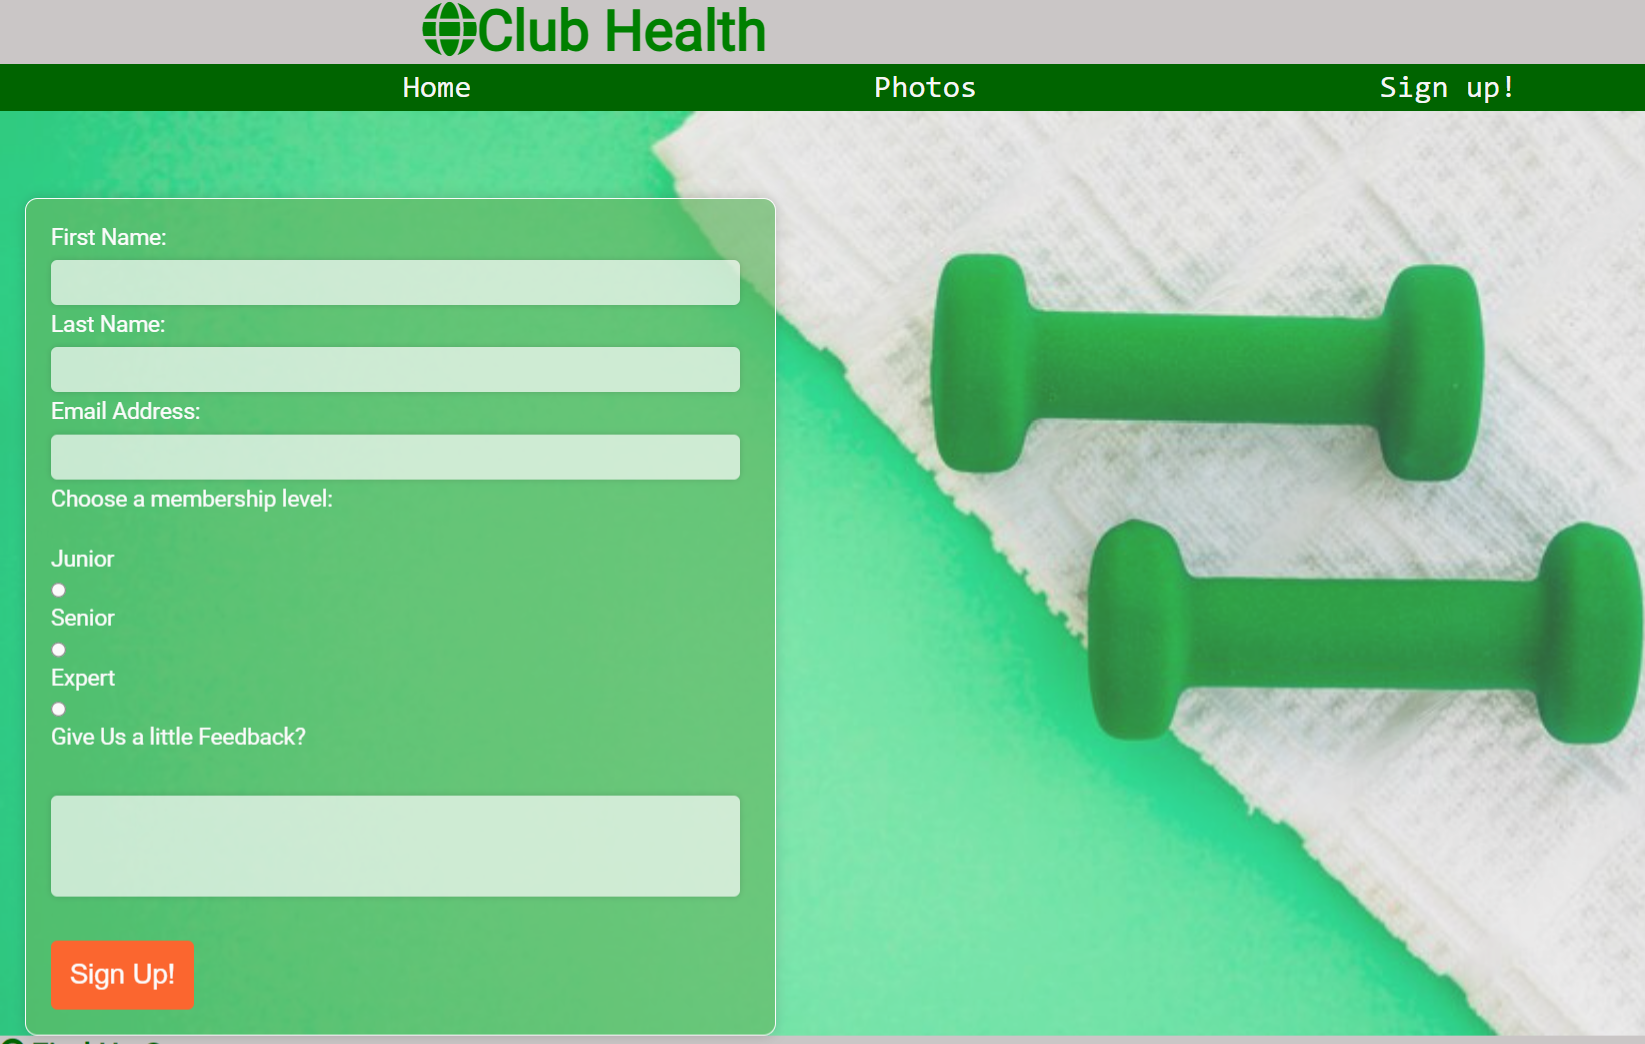 Club Health
Home Photos Sign up!
First Name:
Last Name:
Email Address:
Choose a membership level:
Junior
Senior
Expert
Give Us a little Feedback?
Sign Up!